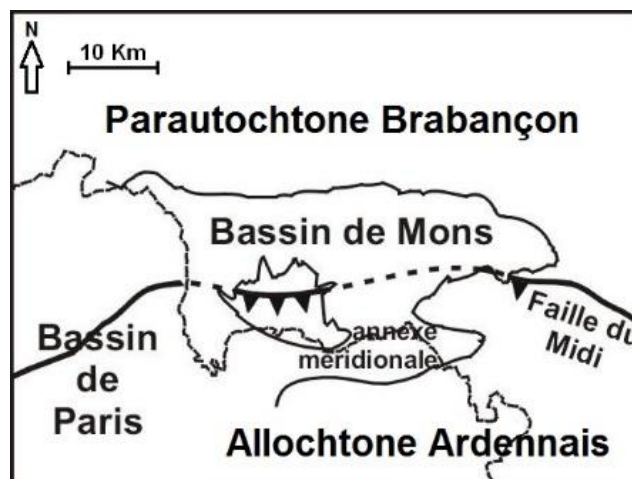 N
10 Km
Parautochtone Brabançon
Bassin de Mons
Bassin
de
Paris
annexe
méridionale
Faille du
Midi
Allochtone Ardennais